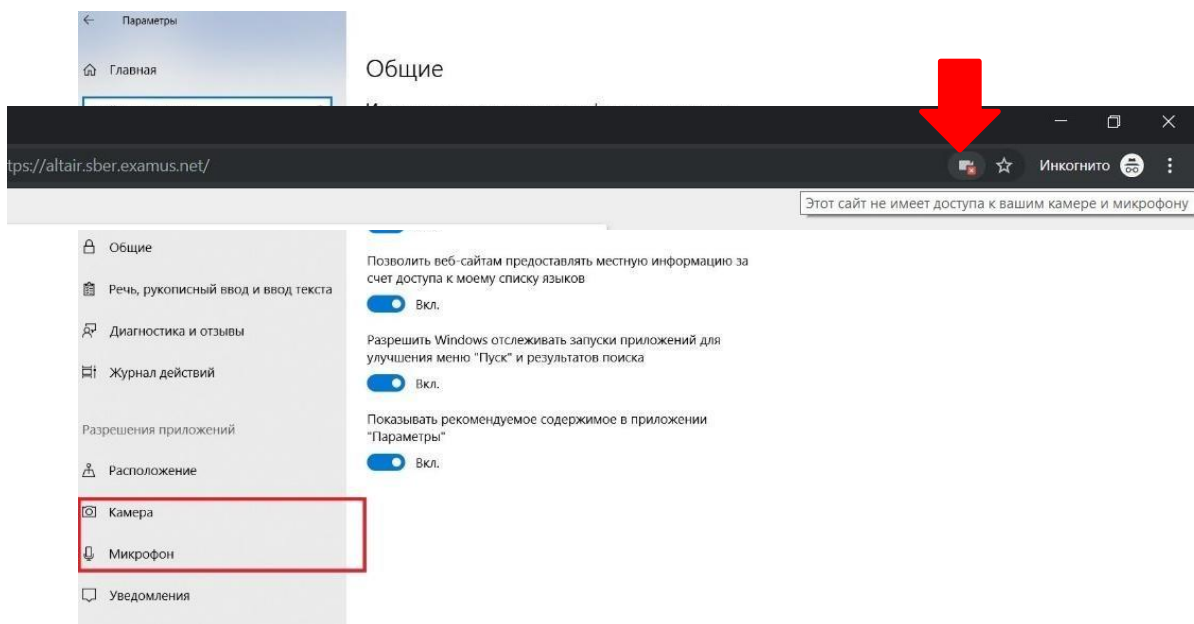 Параметры
Главная
Общие
tps://altair.sber.examus.net/
Инкогнито
Этот сайт не имеет доступа к вашим камере и микрофону
Общие
Речь, рукописный ввод и ввод текста
Диагностика и отзывы
Журнал действий
Разрешения приложений
Расположение
Камера
Микрофон
Уведомления
Позволить веб-сайтам предоставлять местную информацию за
счет доступа к моему списку языков
Вкл.
Разрешить Windows отслеживать запуски приложений для
улучшения меню "Пуск" и результатов поиска
Вкл.
Показывать рекомендуемое содержимое в приложении
"Параметры"
Вкл.